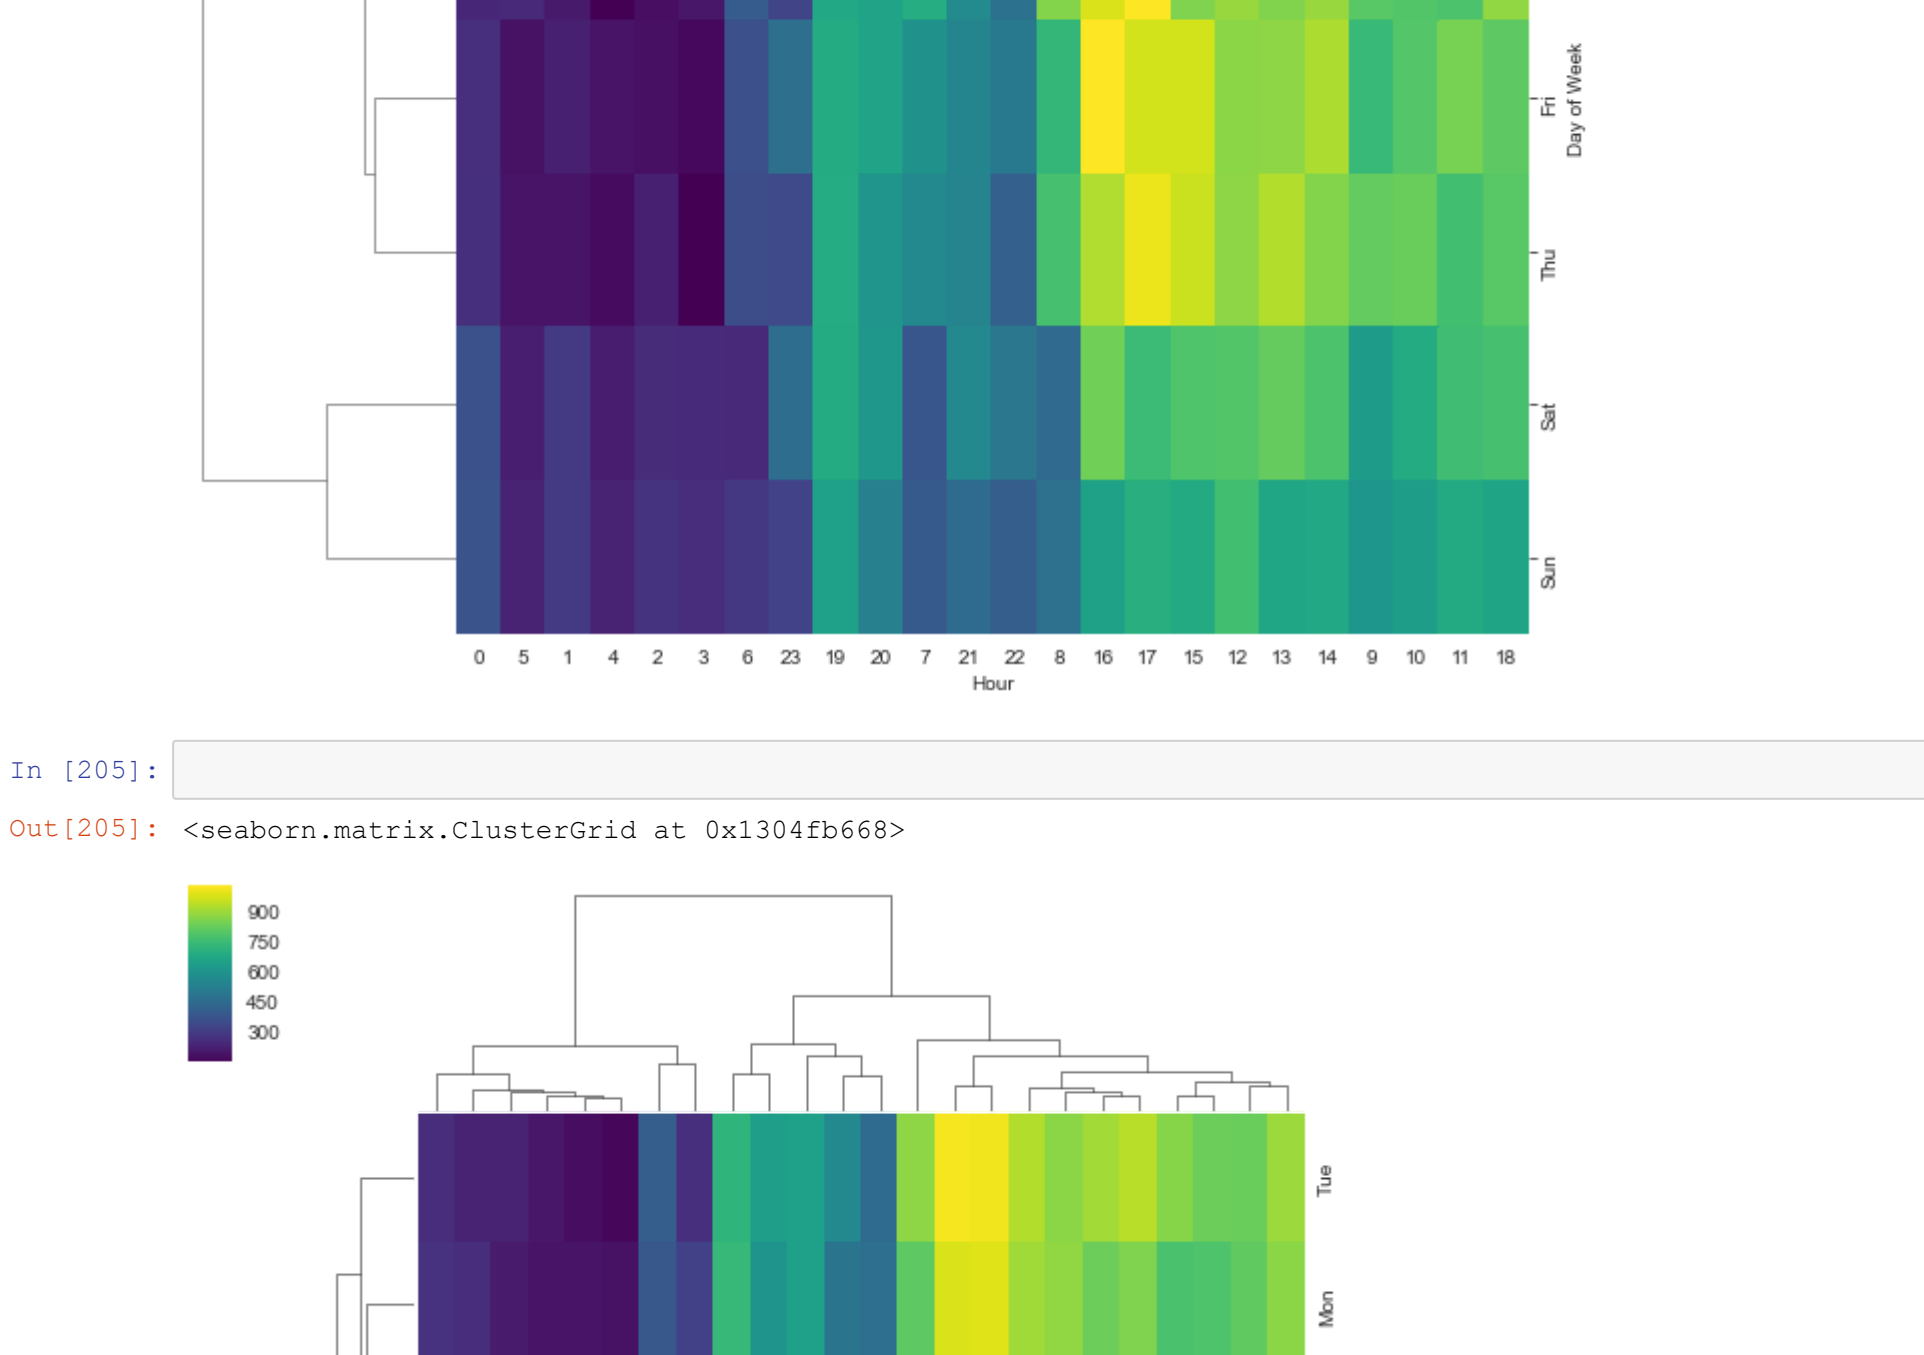 Fri
Day of Week
Thu
Sat
Sun
0 5 1 4 2 3 6 23 19 20 7 21 22 8 16 17 15 12 13 14 9 10 11 18
Hour
In [205]:
Out[205]: <seaborn.matrix.ClusterGrid at 0x1304fb668>
900
750
600
450
300
Tue
Mon